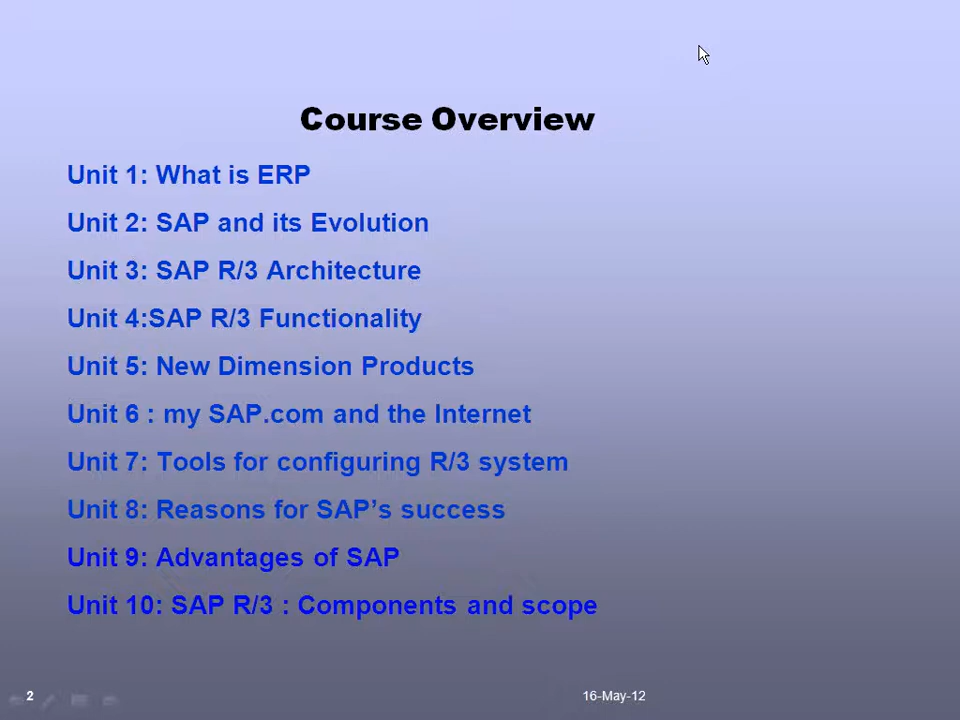 Course Overview
Unit 1: What is ERP
Unit 2: SAP and its Evolution
Unit 3: SAP R/3 Architecture
Unit 4:SAP R/3 Functionality
Unit 5: New Dimension Products
Unit 6 : my SAP.com and the Internet
Unit 7: Tools for configuring R/3 system
Unit 8: Reasons for SAP’s success
Unit 9: Advantages of SAP
Unit 10: SAP R/3 : Components and scope
2
16-May-12